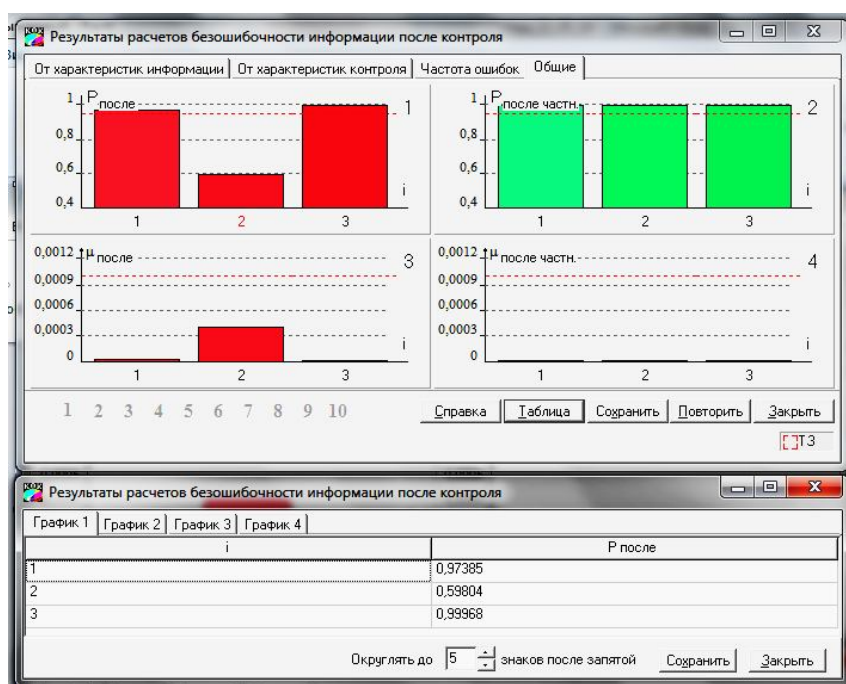 Результаты расчетов безошибочности информации после контроля
От характеристик информации От характеристик контроля Частота ошибок Общие
1 P после 1
0,8
0,6
0,4
i
1 2 3
1 P после частн. 2
0,8
0,6
0,4
i
1 2 3
0,0012 μ после 3
0,0009
0,0006
0,0003
0
i
1 2 3
0,0012 μ после частн. 4
0,0009
0,0006
0,0003
0
i
1 2 3
1 2 3 4 5 6 7 8 9 10
Справка Таблица Сохранить Повторить Закрыть
ТЗ
Результаты расчетов безошибочности информации после контроля
График 1 График 2 График 3 График 4
i P после
1 0,97385
2 0,59804
3 0,99968
Округлять до 5 знаков после запятой Сохранить Закрыть